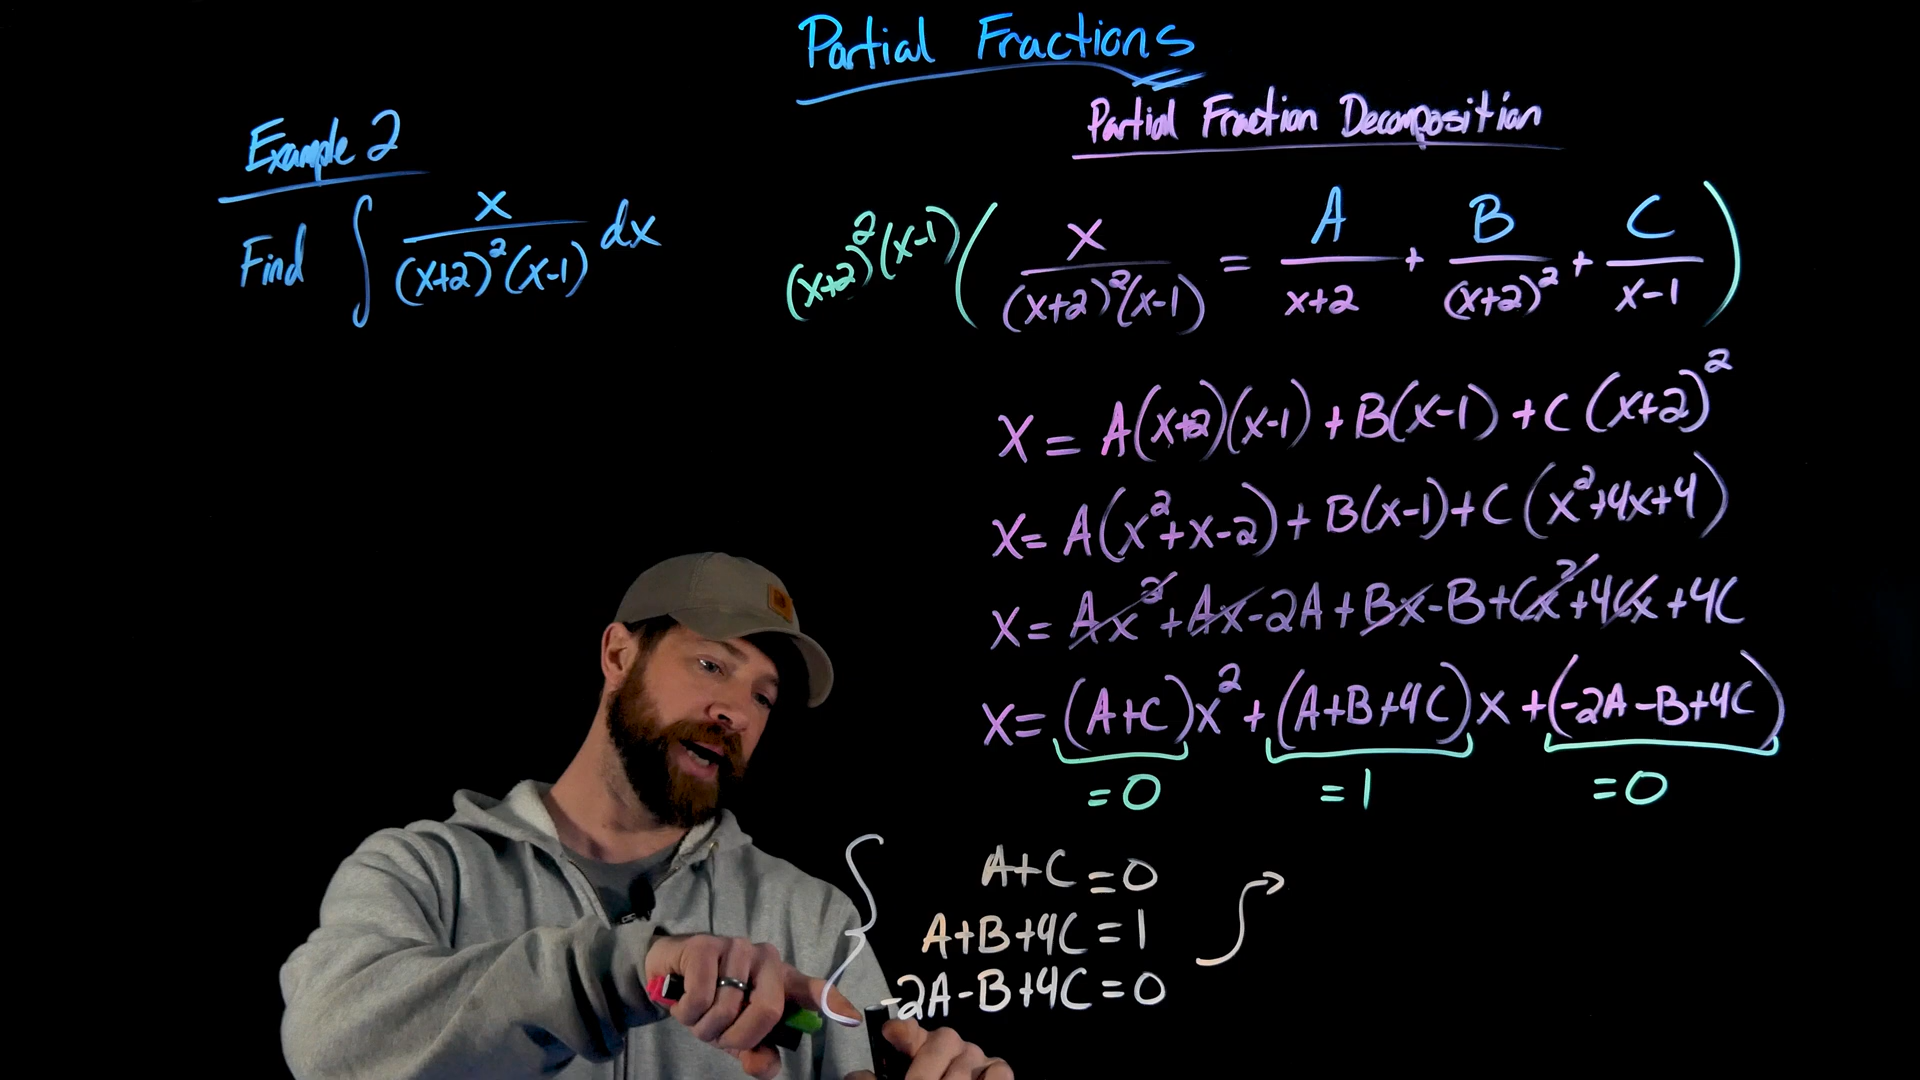 Partial Fractions
Example 2
Find ∫ x/((x+2)²(x-1)) dx
Partial Fraction Decomposition
(x+2)²(x-1) ( x/((x+2)²(x-1)) = A/(x+2) + B/(x+2)² + C/(x-1) )
X = A(x+2)(x-1) + B(x-1) + C(x+2)²
X = A(x²+x-2) + B(x-1) + C(x²+4x+4)
X = Ax² + Ax - 2A + Bx - B + Cx² + 4Cx + 4C
X = (A+C)x² + (A+B+4C)x + (-2A-B+4C)
=0 =1 =0
A+C=0
A+B+4C=1
-2A-B+4C=0